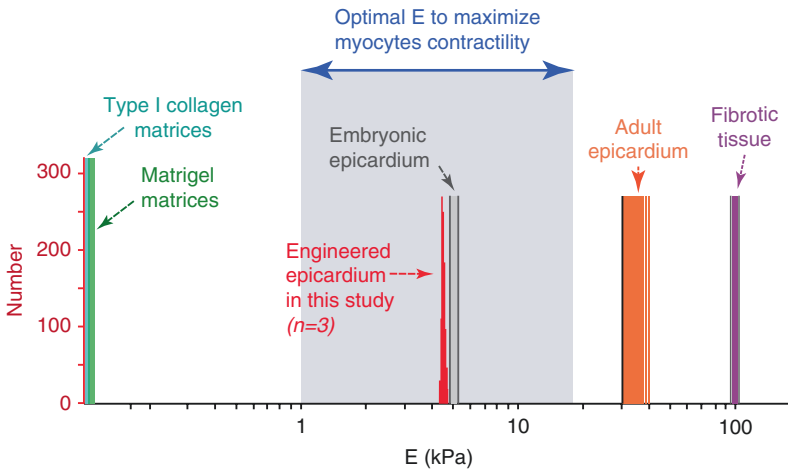 Optimal E to maximize
myocytes contractility
Type I collagen
matrices
Matrigel
matrices
Embryonic
epicardium
Adult
epicardium
Fibrotic
tissue
Engineered
epicardium
in this study
(n=3)
Number
300
200
100
0
1
10
100
E (kPa)